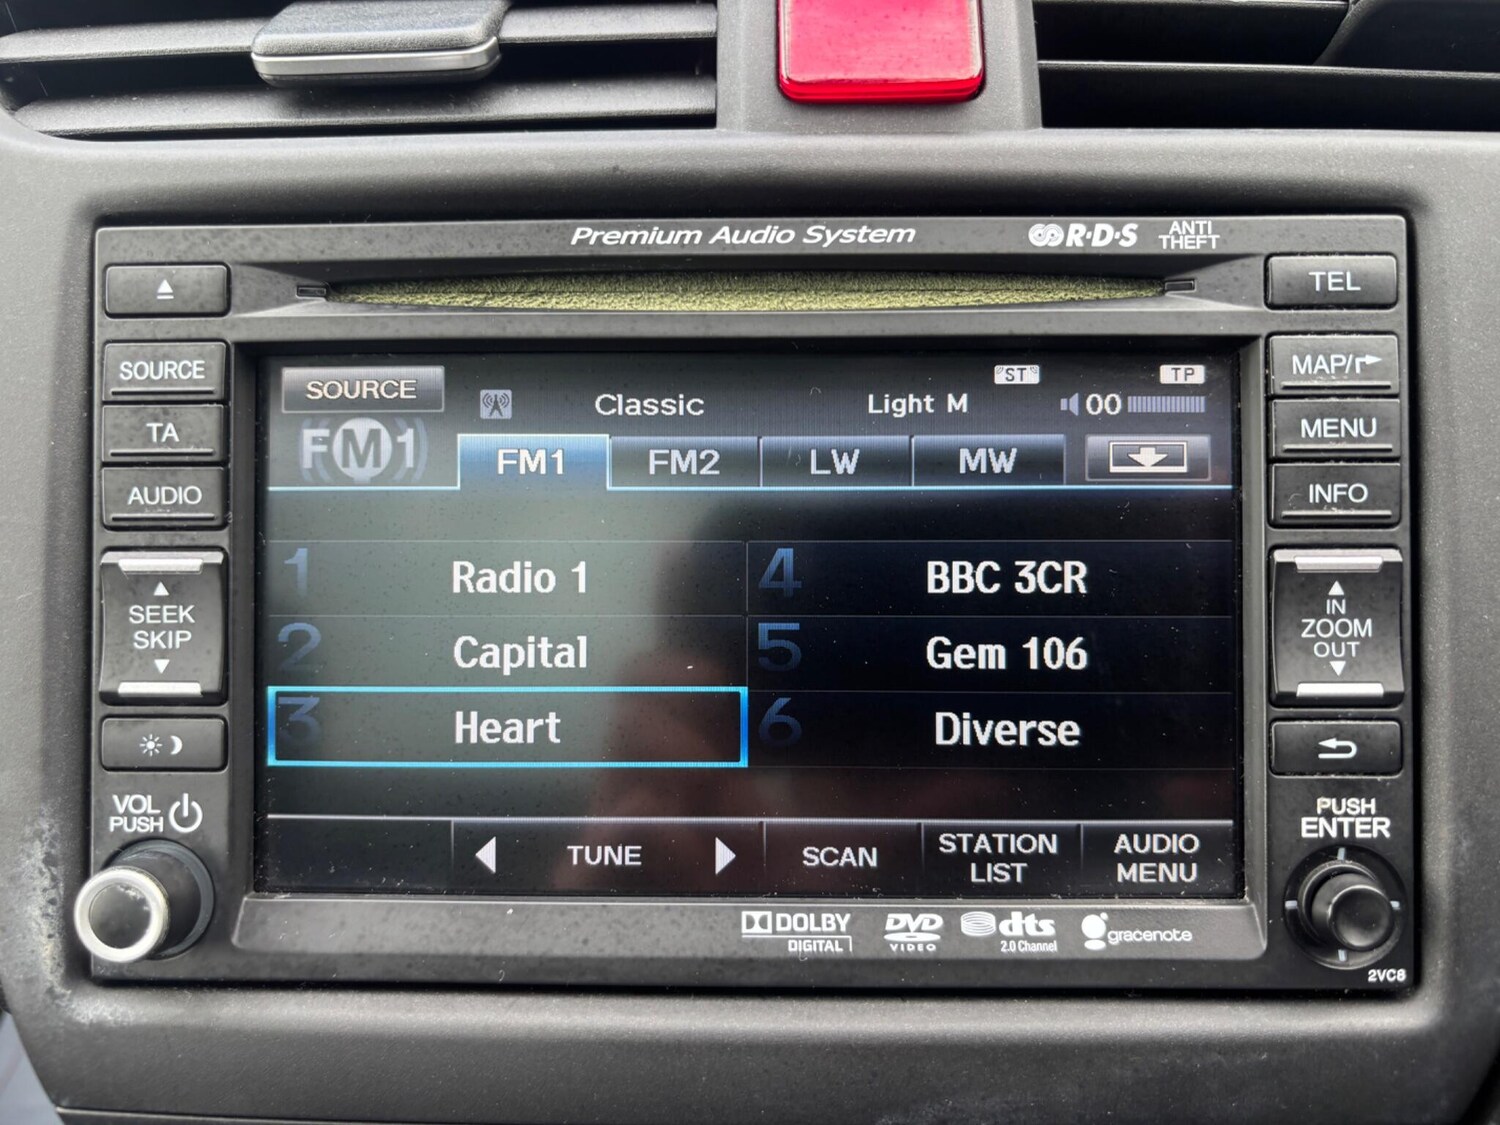 Premium Audio System
R·D·S
ANTI
THEFT
TEL
SOURCE
TA
AUDIO
SEEK
SKIP
VOL
PUSH
SOURCE
ST
TP
Classic
Light M
00
FM1
FM1
FM2
LW
MW
1
Radio 1
4
BBC 3CR
2
Capital
5
Gem 106
3
Heart
6
Diverse
TUNE
SCAN
STATION
LIST
AUDIO
MENU
MAP/
MENU
INFO
IN
ZOOM
OUT
PUSH
ENTER
DOLBY
DIGITAL
DVD
VIDEO
dts
2.0 Channel
gracenote
2VC8